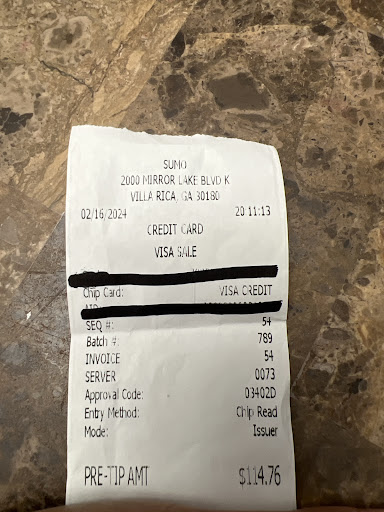 SUMO
2000 MIRROR LAKE BLVD K
VILLA RICA, GA 30180
02/16/2024 20:11:13
CREDIT CARD
VISA SALE
Chip Card: VISA CREDIT
SEQ #: 54
Batch #: 789
INVOICE 54
SERVER 0073
Approval Code: 03402D
Entry Method: Chip Read
Mode: Issuer
PRE-TIP AMT $114.76